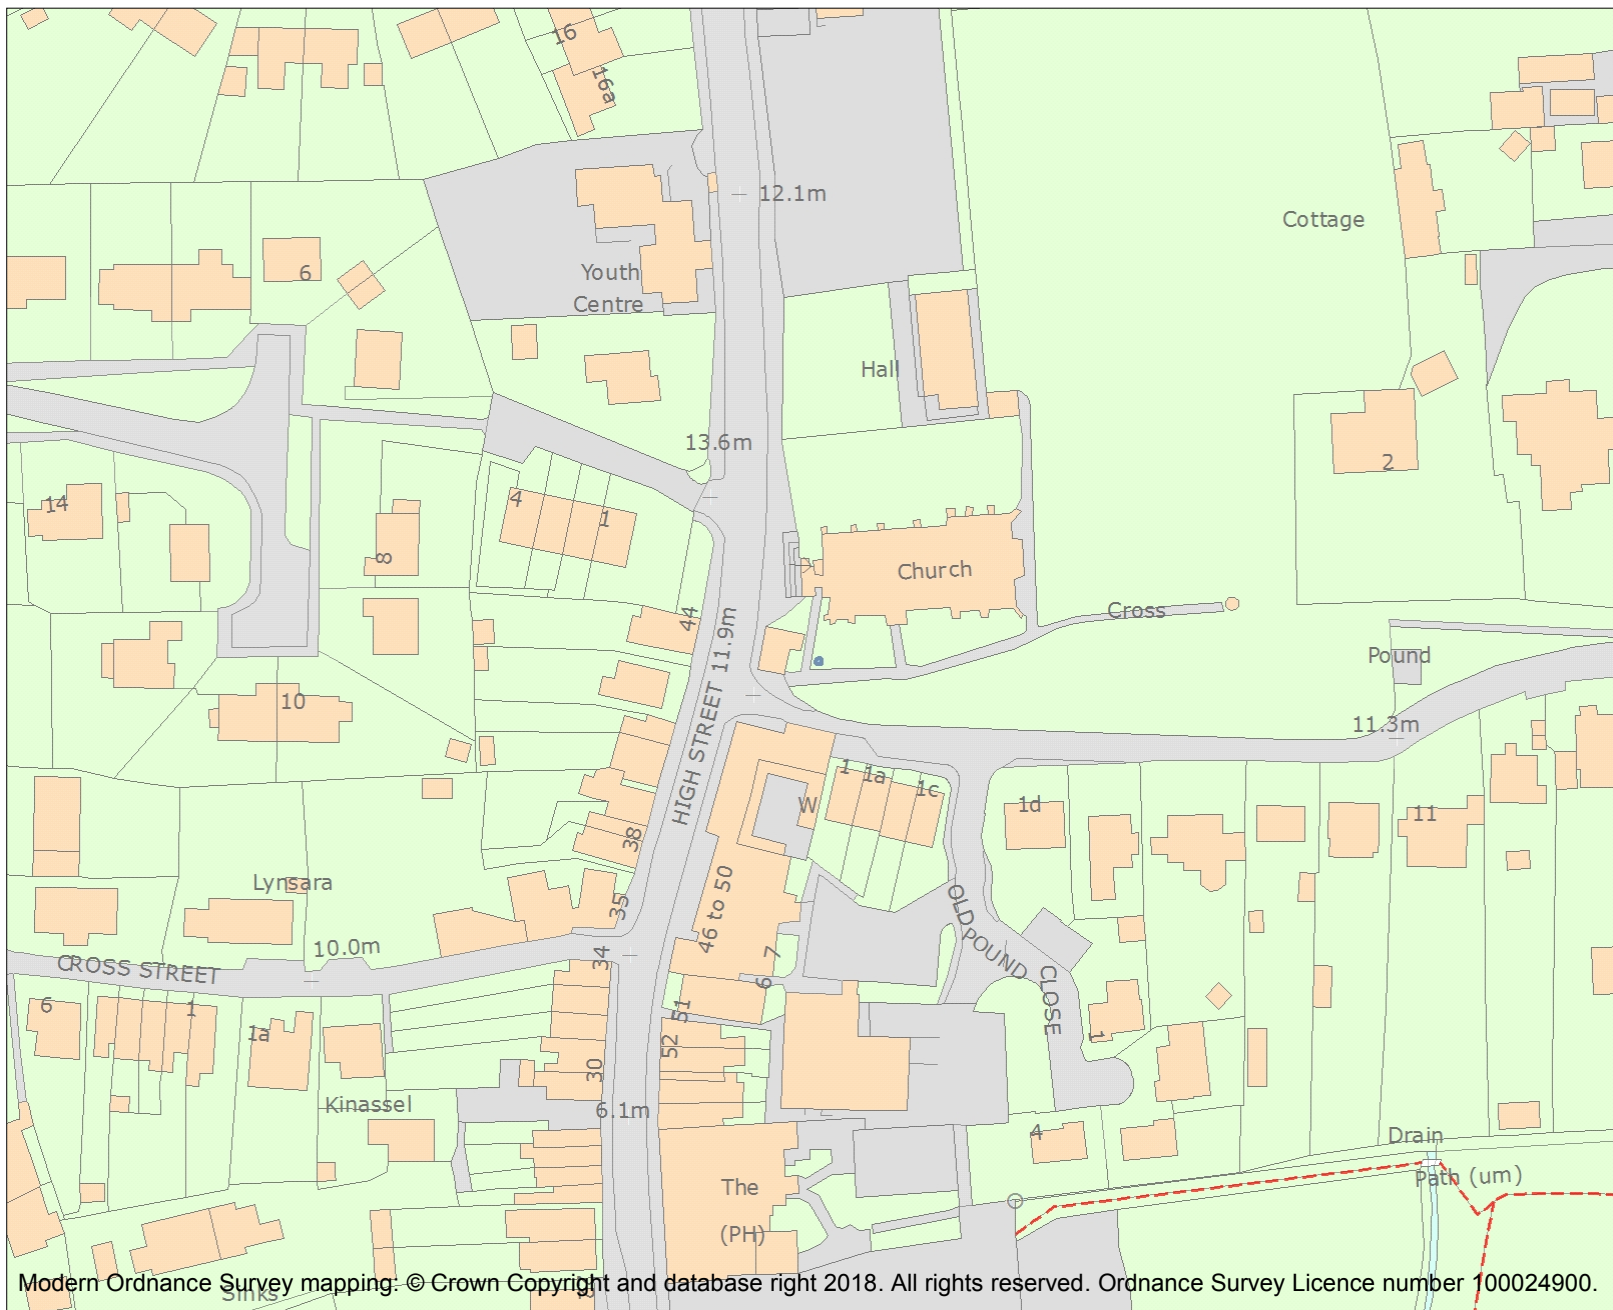 16
16a
12.1m
Cottage
6
Youth
Centre
Hall
13.6m
2
14
4
1
8
Church
44
Cross
HIGH STREET 11.9m
Pound
10
11.3m
1
1a
1c
W
1d
11
38
Lynsara
35
46 to 50
OLD POUND CLOSE
10.0m
34
7
CROSS STREET
6
6
1
51
1a
52
1
30
Kinassel
6.1m
4
Drain
Path (um)
The
(PH)
Modern Ordnance Survey mapping: © Crown Copyright and database right 2018. All rights reserved. Ordnance Survey Licence number 100024900.
Sinks